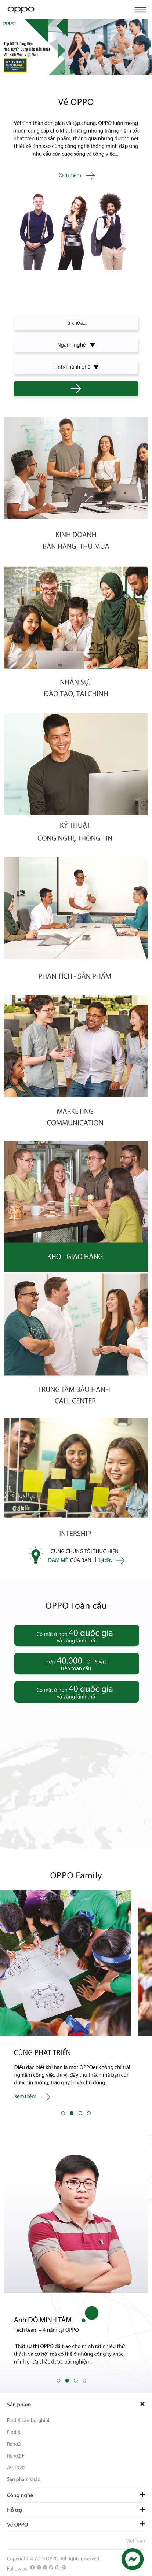 oppo
oppo
Top 50 Thương Hiệu
Nhà Tuyển Dụng Hấp Dẫn Nhất
Với Sinh Viên Việt Nam
Về OPPO
Với tinh thần đơn giản và tập chung. OPPO luôn mong
muốn cung cấp cho khách hàng những trải nghiệm tốt
nhất trên từng sản phẩm, thông qua những đường nét
thiết kế tinh xảo cùng công nghệ thông minh đáp ứng
nhu cầu của cuộc sống và công việc....
Xem thêm
Từ khóa...
Ngành nghề
Tỉnh/Thành phố
KINH DOANH
BÁN HÀNG, THU MUA
NHÂN SỰ,
ĐÀO TẠO, TÀI CHÍNH
KỸ THUẬT
CÔNG NGHỆ THÔNG TIN
PHÂN TÍCH - SẢN PHẨM
MARKETING
COMMUNICATION
KHO - GIAO HÀNG
TRUNG TÂM BẢO HÀNH
CALL CENTER
INTERSHIP
CÙNG CHÚNG TÔI THỰC HIỆN
ĐAM MÊ CỦA BẠN | Tại đây
OPPO Toàn cầu
Có mặt ở hơn 40 quốc gia
và vùng lãnh thổ
Hơn 40.000 OPPOers
trên toàn cầu
Có mặt ở hơn 40 quốc gia
và vùng lãnh thổ
OPPO Family
CÙNG PHÁT TRIỂN
Điều đặc biệt khi bạn là một OPPOer không chỉ trải
nghiệm công việc thi vị, đầy thử thách mà bạn còn
được tin tưởng, trao quyền và chủ động...
Xem thêm
Anh ĐỖ MINH TÂM
Tech team – 4 năm tại OPPO
Thật sự thì OPPO đã trao cho mình rất nhiều thử
thách và cơ hội mà có thể ở những công ty khác,
mình chưa chắc được trải nghiệm.
Sản phẩm
Find X Lamborghini
Find X
Reno2
Reno2 F
A9 2020
Sản phẩm khác
Công nghệ
Hỗ trợ
Về OPPO
Việt nam
Copyright © 2019 OPPO. All rights reserved.
Follow us: